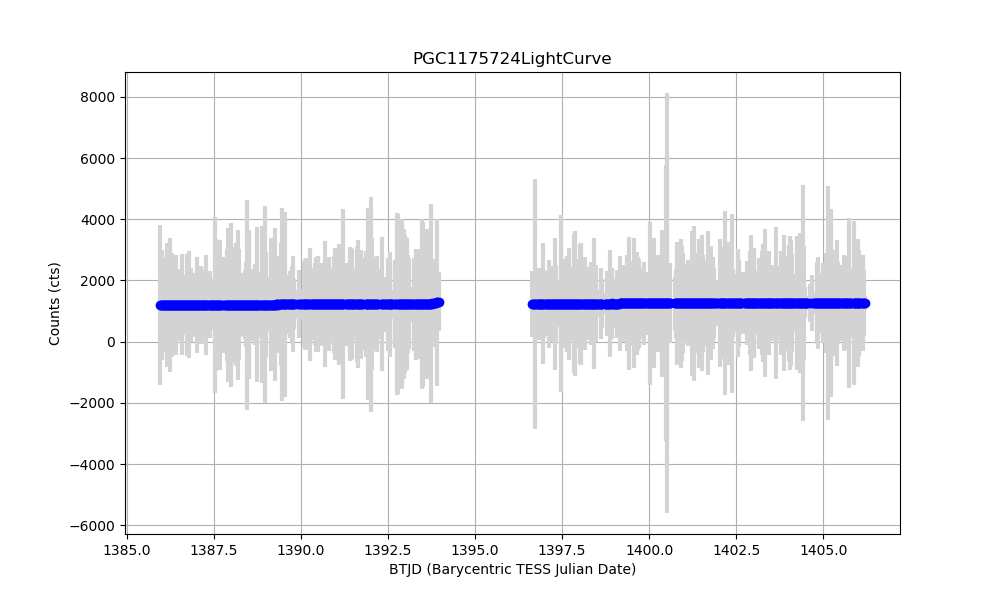 PGC1175724LightCurve
8000
6000
4000
2000
0
−2000
−4000
−6000
Counts (cts)
1385.0 1387.5 1390.0 1392.5 1395.0 1397.5 1400.0 1402.5 1405.0
BTJD (Barycentric TESS Julian Date)